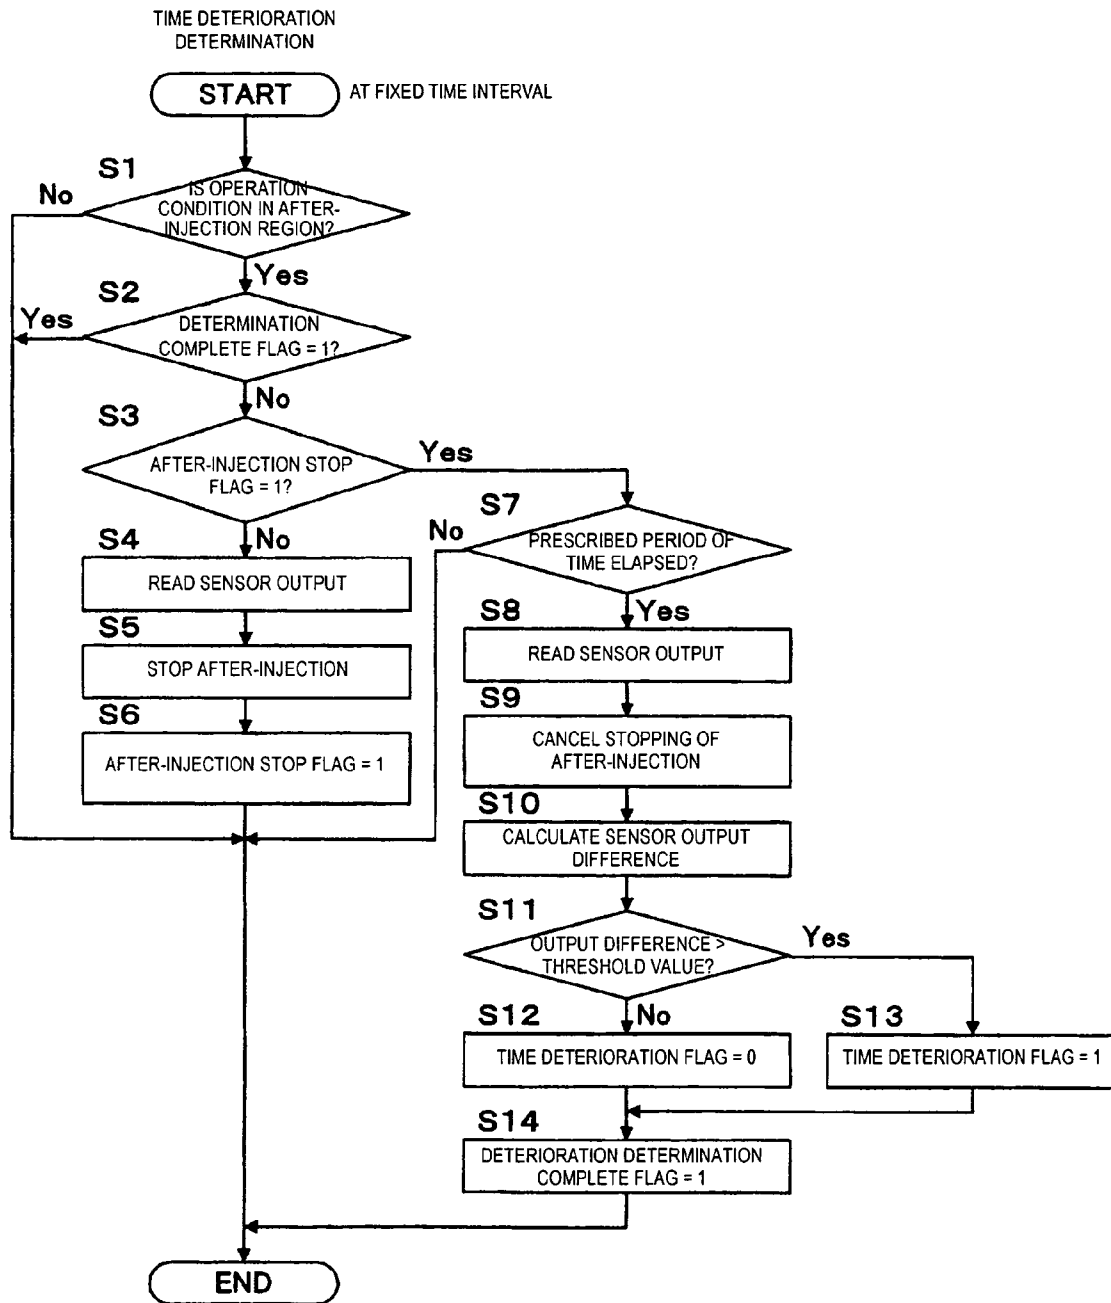 TIME DETERIORATION
DETERMINATION
START
AT FIXED TIME INTERVAL
S1
No
IS OPERATION
CONDITION IN AFTER-
INJECTION REGION?
Yes
S2
Yes
DETERMINATION
COMPLETE FLAG = 1?
No
S3
AFTER-INJECTION STOP
FLAG = 1?
Yes
No
S4
READ SENSOR OUTPUT
S5
STOP AFTER-INJECTION
S6
AFTER-INJECTION STOP FLAG = 1
S7
No
PRESCRIBED PERIOD OF
TIME ELAPSED?
Yes
S8
READ SENSOR OUTPUT
S9
CANCEL STOPPING OF
AFTER-INJECTION
S10
CALCULATE SENSOR OUTPUT
DIFFERENCE
S11
OUTPUT DIFFERENCE >
THRESHOLD VALUE?
Yes
No
S12
TIME DETERIORATION FLAG = 0
S13
TIME DETERIORATION FLAG = 1
S14
DETERIORATION DETERMINATION
COMPLETE FLAG = 1
END